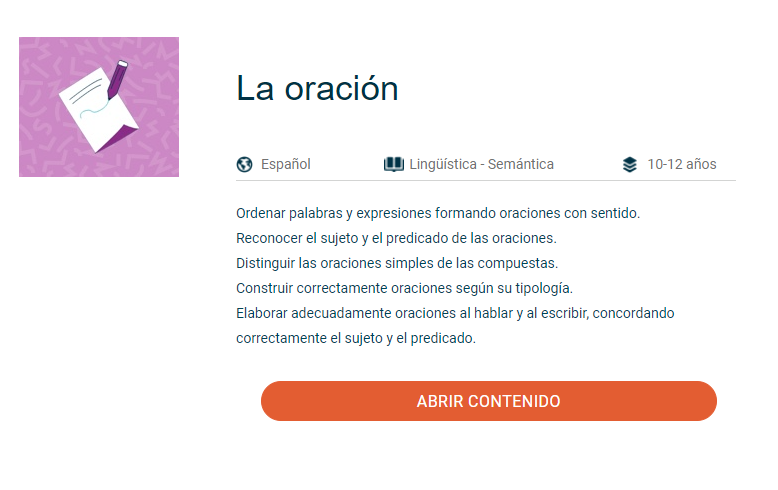 La oración
Español
Lingüística - Semántica
10-12 años
Ordenar palabras y expresiones formando oraciones con sentido.
Reconocer el sujeto y el predicado de las oraciones.
Distinguir las oraciones simples de las compuestas.
Construir correctamente oraciones según su tipología.
Elaborar adecuadamente oraciones al hablar y al escribir, concordando
correctamente el sujeto y el predicado.
ABRIR CONTENIDO